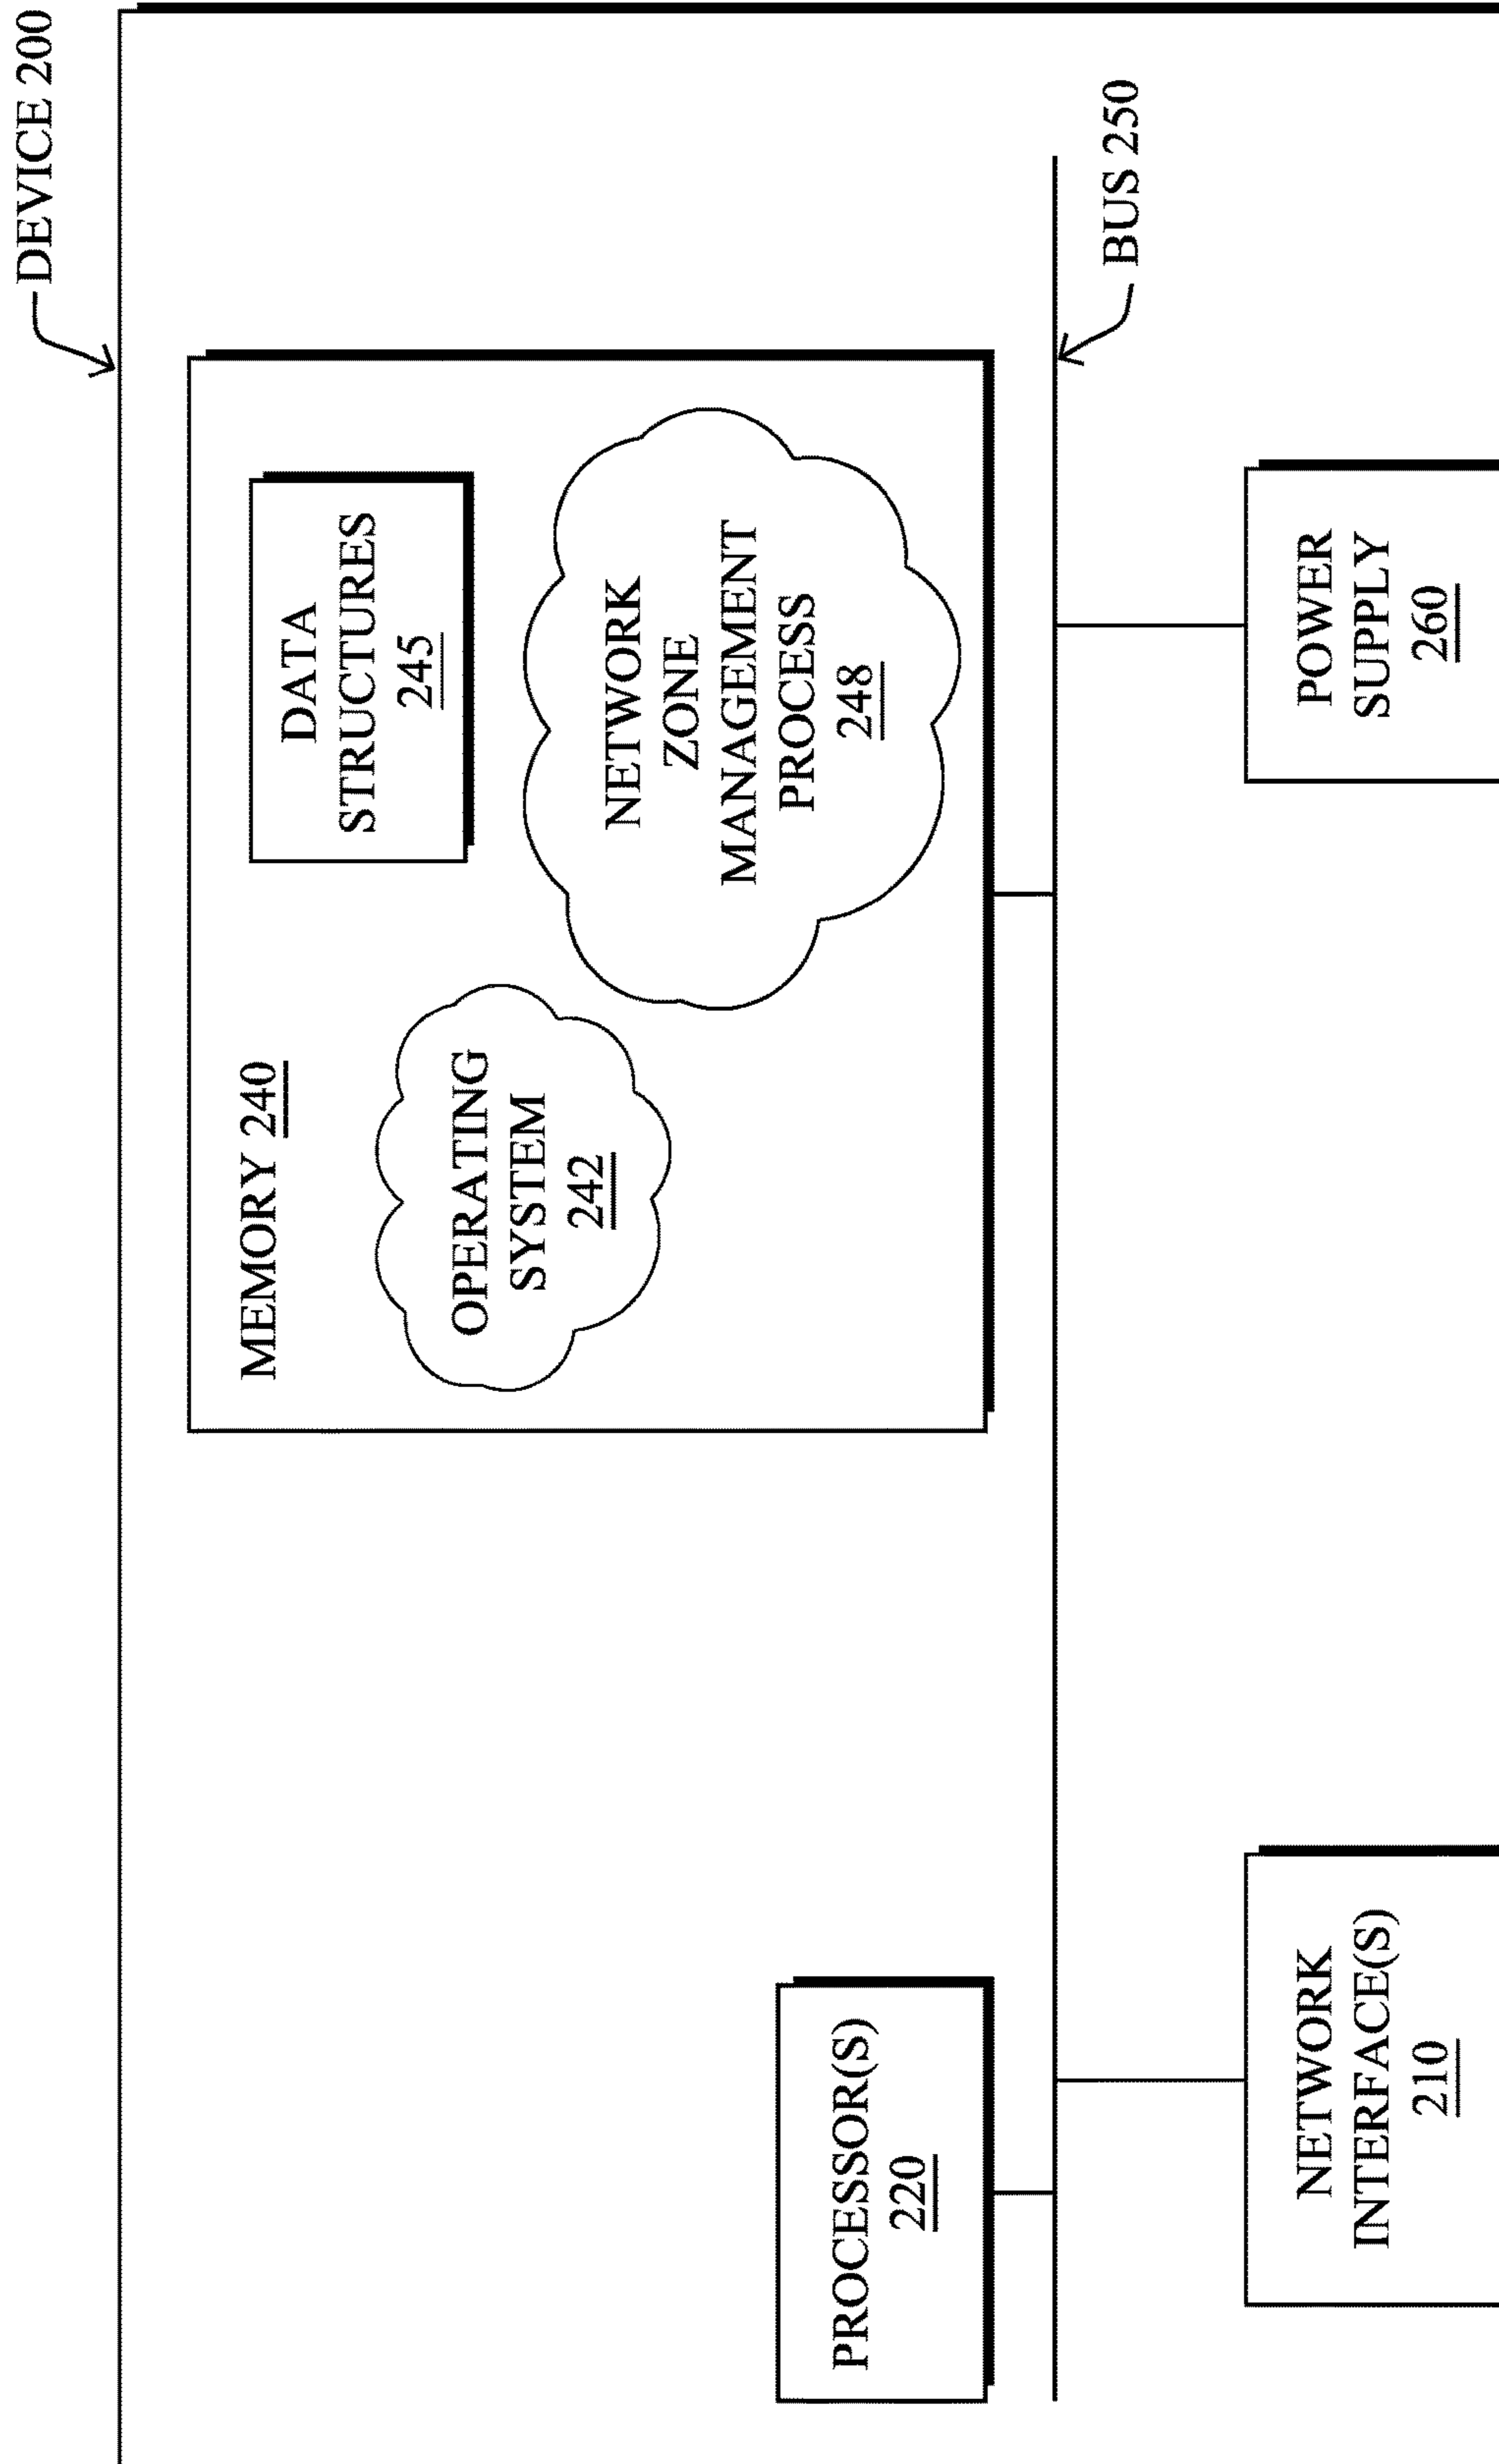 DEVICE 200
MEMORY 240
DATA
STRUCTURES
245
OPERATING
SYSTEM
242
NETWORK
ZONE
MANAGEMENT
PROCESS
248
PROCESSOR(S)
220
BUS 250
NETWORK
INTERFACE(S)
210
POWER
SUPPLY
260